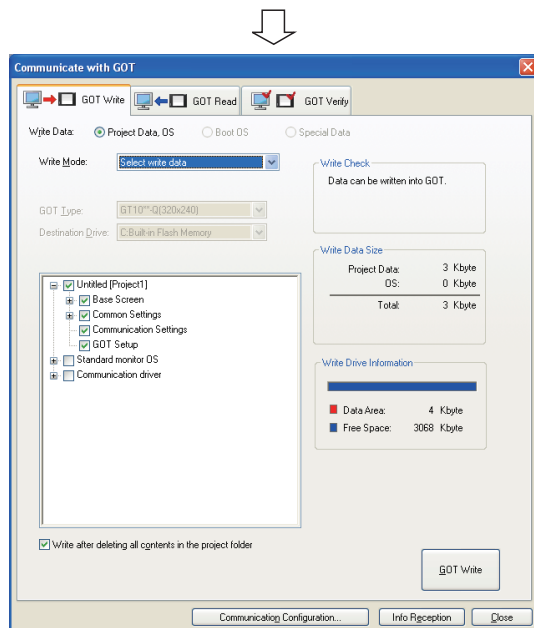 Communicate with GOT
GOT Write GOT Read GOT Verify
Write Data: Project Data, OS Boot OS Special Data
Write Mode: Select write data
GOT Type: GT10**-Q(320x240)
Destination Drive: C:Built-in Flash Memory
Untitled [Project1]
Base Screen
Common Settings
Communication Settings
GOT Setup
Standard monitor OS
Communication driver
Write Check
Data can be written into GOT.
Write Data Size
Project Data: 3 Kbyte
OS: 0 Kbyte
Total: 3 Kbyte
Write Drive Information
Data Area: 4 Kbyte
Free Space: 3068 Kbyte
Write after deleting all contents in the project folder
GOT Write
Communication Configuration... Info Reception Close